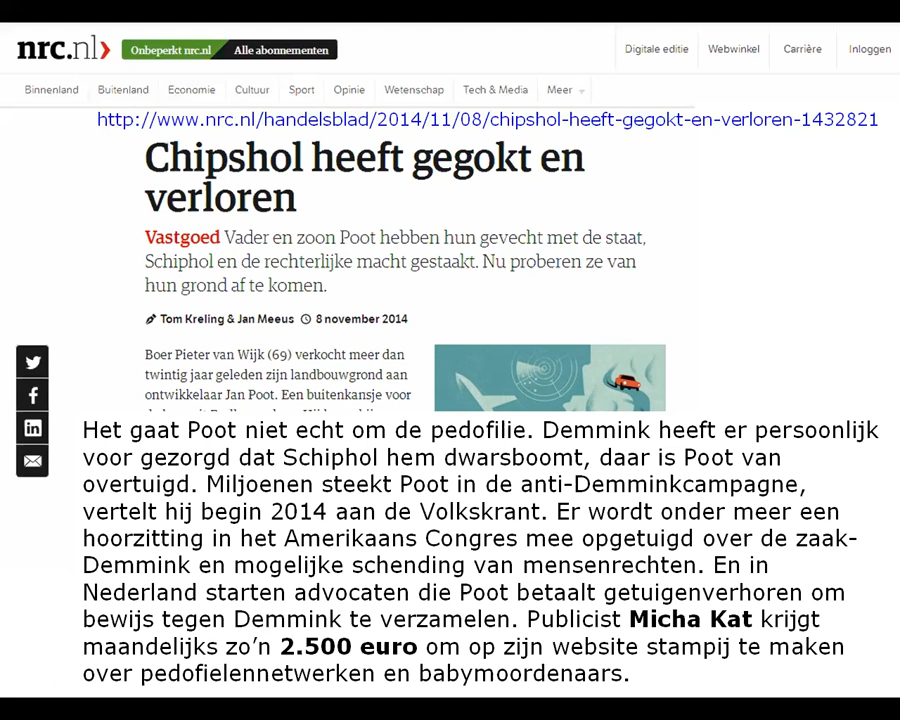 nrc.nl
Onbeperkt nrc.nl Alle abonnementen
Digitale editie Webwinkel Carrière Inloggen
Binnenland Buitenland Economie Cultuur Sport Opinie Wetenschap Tech & Media Meer
http://www.nrc.nl/handelsblad/2014/11/08/chipshol-heeft-gegokt-en-verloren-1432821
Chipshol heeft gegokt en
verloren
Vastgoed Vader en zoon Poot hebben hun gevecht met de staat,
Schiphol en de rechterlijke macht gestaakt. Nu proberen ze van
hun grond af te komen.
Tom Kreling & Jan Meeus 8 november 2014
Boer Pieter van Wijk (69) verkocht meer dan
twintig jaar geleden zijn landbouwgrond aan
ontwikkelaar Jan Poot. Een buitenkansje voor
Het gaat Poot niet echt om de pedofilie. Demmink heeft er persoonlijk
voor gezorgd dat Schiphol hem dwarsboomt, daar is Poot van
overtuigd. Miljoenen steekt Poot in de anti-Demminkcampagne,
vertelt hij begin 2014 aan de Volkskrant. Er wordt onder meer een
hoorzitting in het Amerikaans Congres mee opgetuigd over de zaak-
Demmink en mogelijke schending van mensenrechten. En in
Nederland starten advocaten die Poot betaalt getuigenverhoren om
bewijs tegen Demmink te verzamelen. Publicist Micha Kat krijgt
maandelijks zo’n 2.500 euro om op zijn website stampij te maken
over pedofielennetwerken en babymoordenaars.